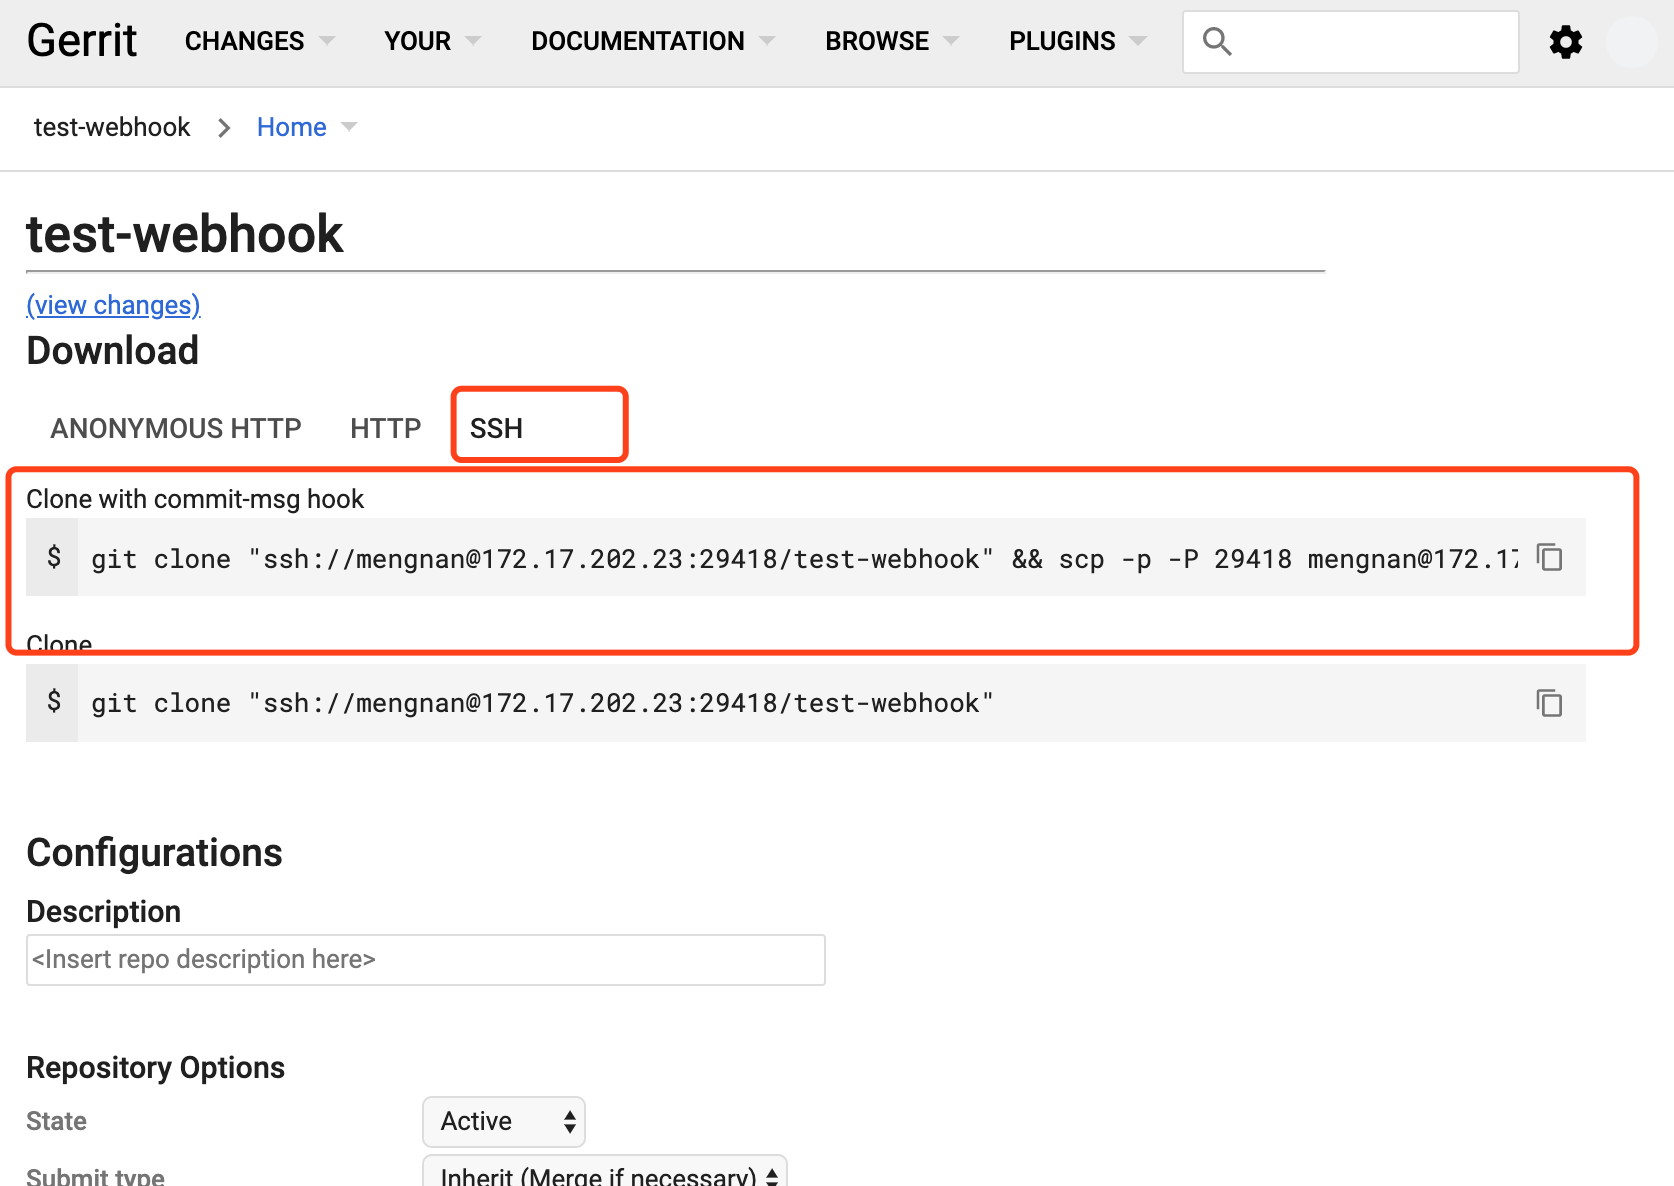 Gerrit CHANGES YOUR DOCUMENTATION BROWSE PLUGINS
test-webhook Home
test-webhook
(view changes)
Download
ANONYMOUS HTTP HTTP SSH
Clone with commit-msg hook
$ git clone "ssh://mengnan@172.17.202.23:29418/test-webhook" && scp -p -P 29418 mengnan@172.17
Clone
$ git clone "ssh://mengnan@172.17.202.23:29418/test-webhook"
Configurations
Description
<Insert repo description here>
Repository Options
State Active
Submit type Inherit (Merge if necessary)